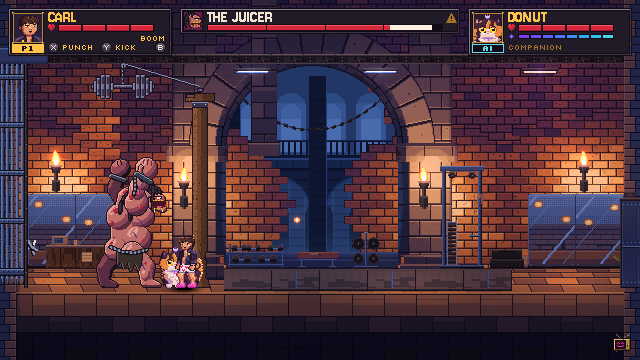 CARL
P1
X PUNCH Y KICK B
BOOM
THE JUICER
DONUT
AI
COMPANION